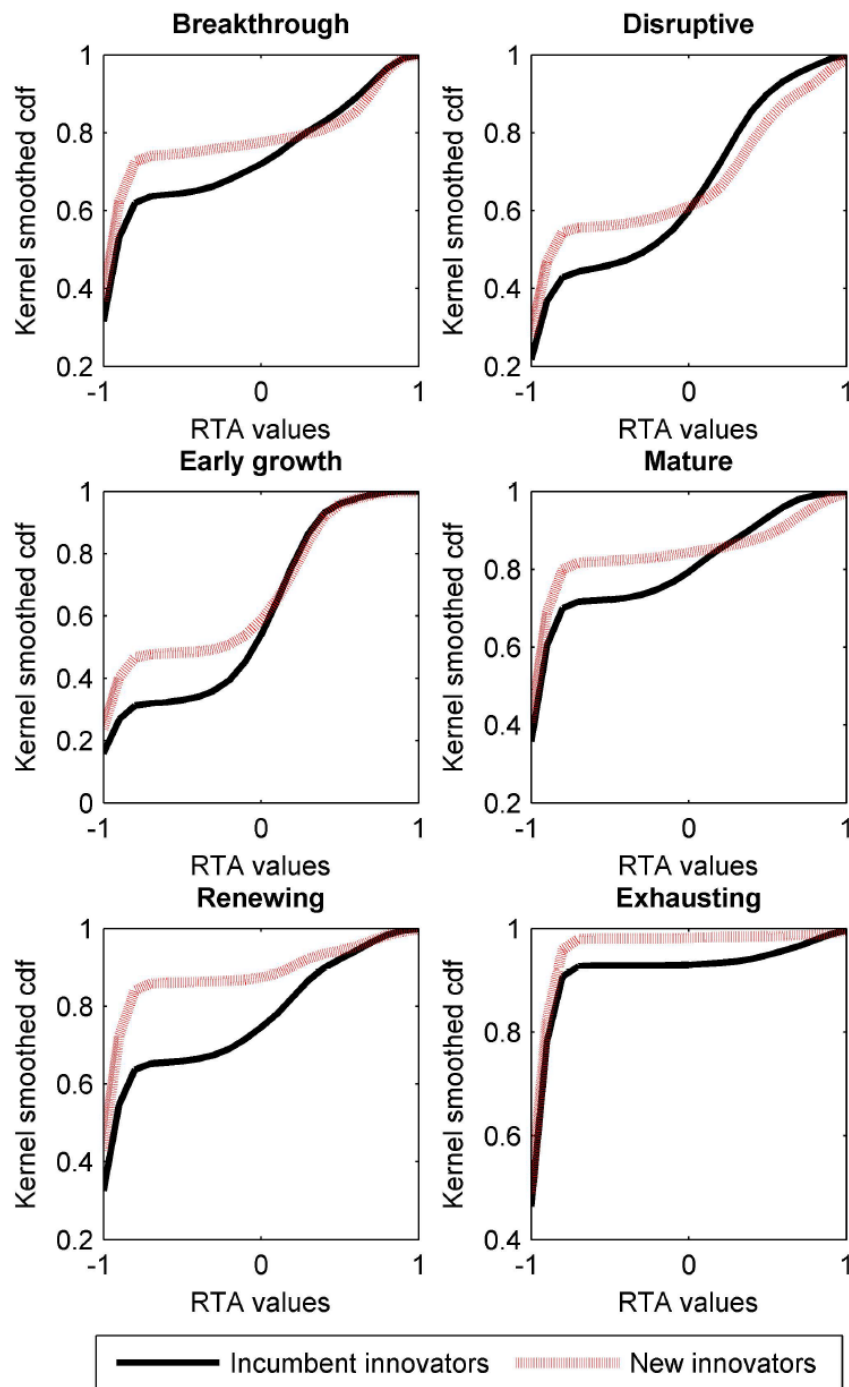 Breakthrough
Kernel smoothed cdf
1
0.8
0.6
0.4
0.2
-1 0 1
RTA values
Disruptive
Kernel smoothed cdf
1
0.8
0.6
0.4
0.2
-1 0 1
RTA values
Early growth
Kernel smoothed cdf
1
0.8
0.6
0.4
0.2
0
-1 0 1
RTA values
Mature
Kernel smoothed cdf
1
0.8
0.6
0.4
0.2
-1 0 1
RTA values
Renewing
Kernel smoothed cdf
1
0.8
0.6
0.4
0.2
-1 0 1
RTA values
Exhausting
Kernel smoothed cdf
1
0.8
0.6
0.4
-1 0 1
RTA values
Incumbent innovators New innovators